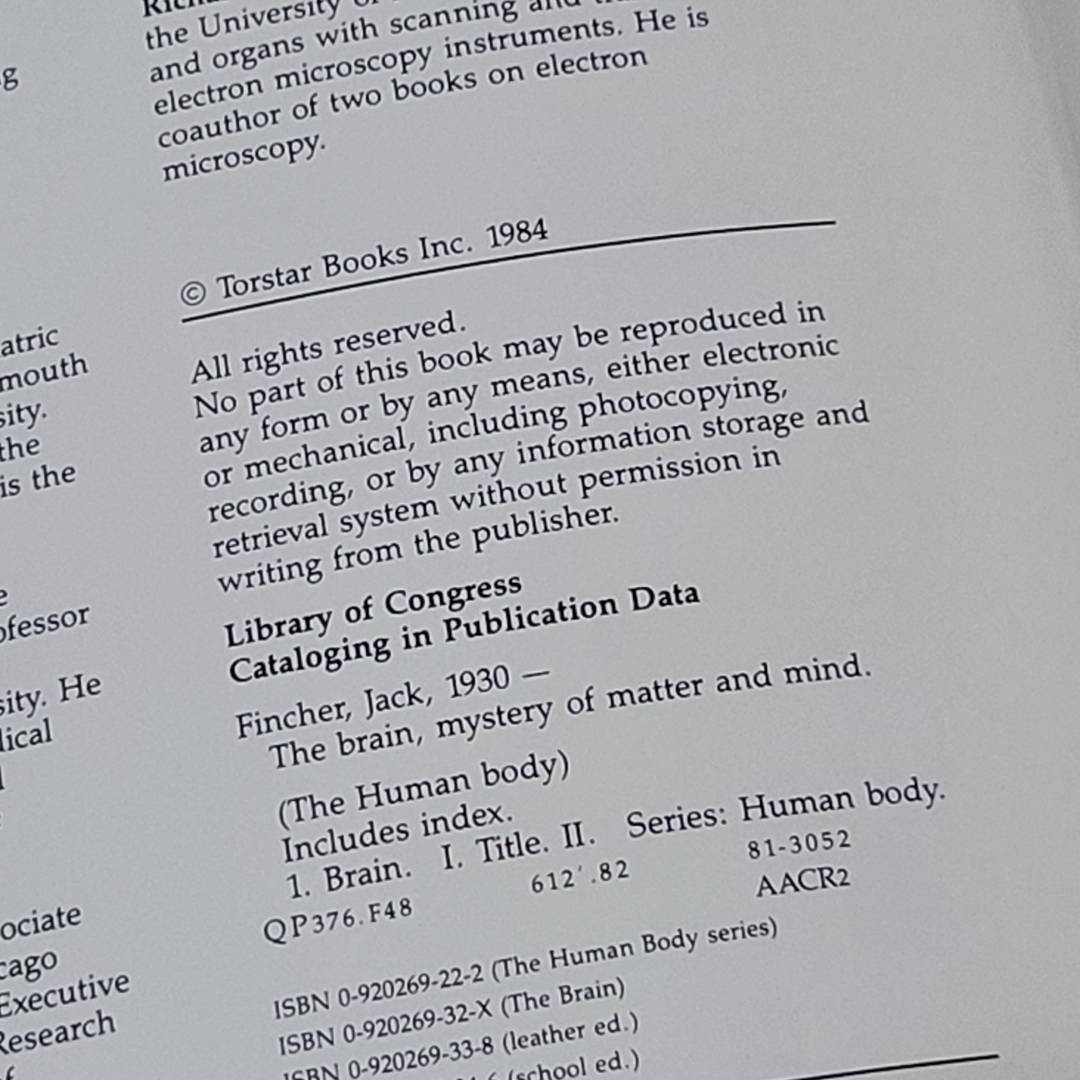 g
atric
mouth
sity.
the
is the
ofessor
sity. He
lical
ociate
cago
Executive
Research
the University
and organs with scanning
electron microscopy instruments. He is
coauthor of two books on electron
microscopy.
© Torstar Books Inc. 1984
All rights reserved.
No part of this book may be reproduced in
any form or by any means, either electronic
or mechanical, including photocopying,
recording, or by any information storage and
retrieval system without permission in
writing from the publisher.
Library of Congress
Cataloging in Publication Data
Fincher, Jack, 1930 —
The brain, mystery of matter and mind.
(The Human body)
Includes index.
1. Brain. I. Title. II. Series: Human body.
QP376.F48 612'.82 81-3052
AACR2
ISBN 0-920269-22-2 (The Human Body series)
ISBN 0-920269-32-X (The Brain)
ISBN 0-920269-33-8 (leather ed.)
(school ed.)